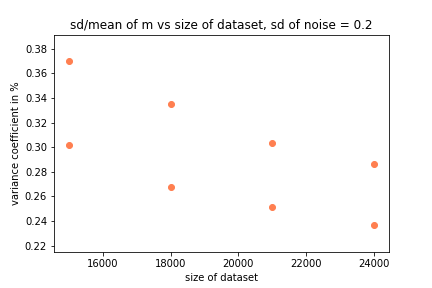 sd/mean of m vs size of dataset, sd of noise = 0.2
variance coefficient in %
0.38
0.36
0.34
0.32
0.30
0.28
0.26
0.24
0.22
16000 18000 20000 22000 24000
size of dataset